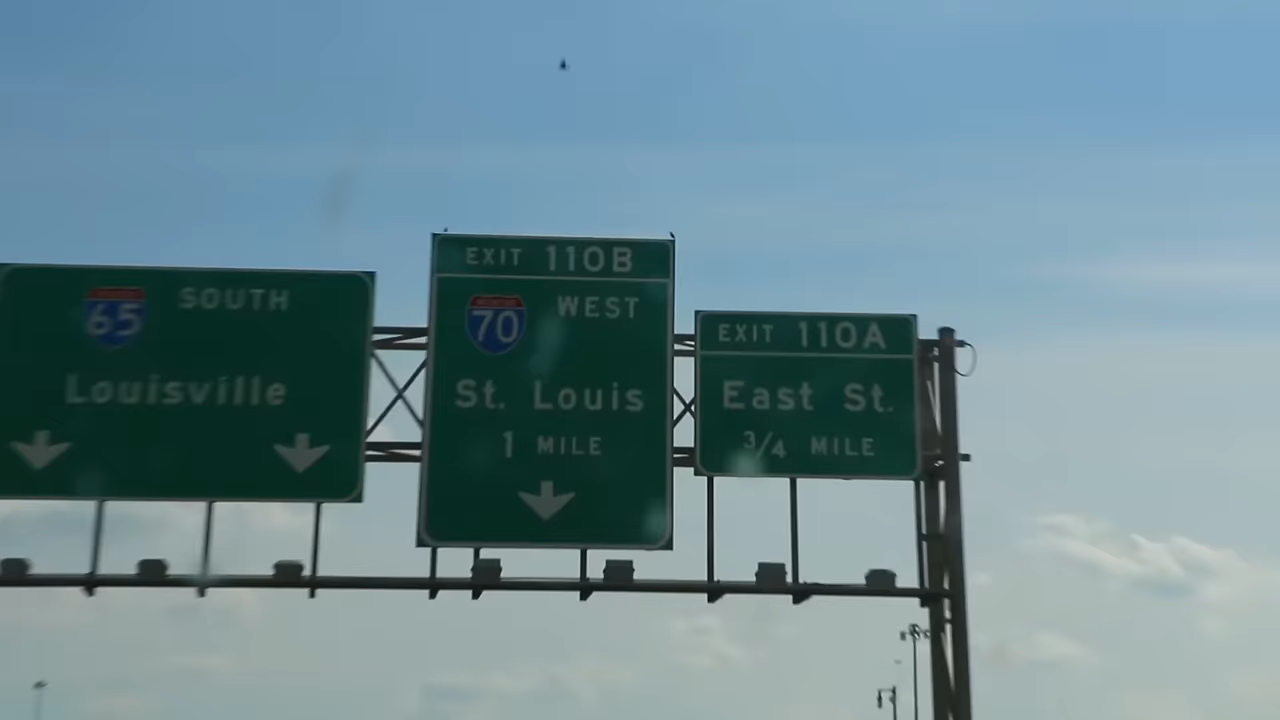 65 SOUTH
Louisville
EXIT 110B
70 WEST
St. Louis
1 MILE
EXIT 110A
East St.
3/4 MILE